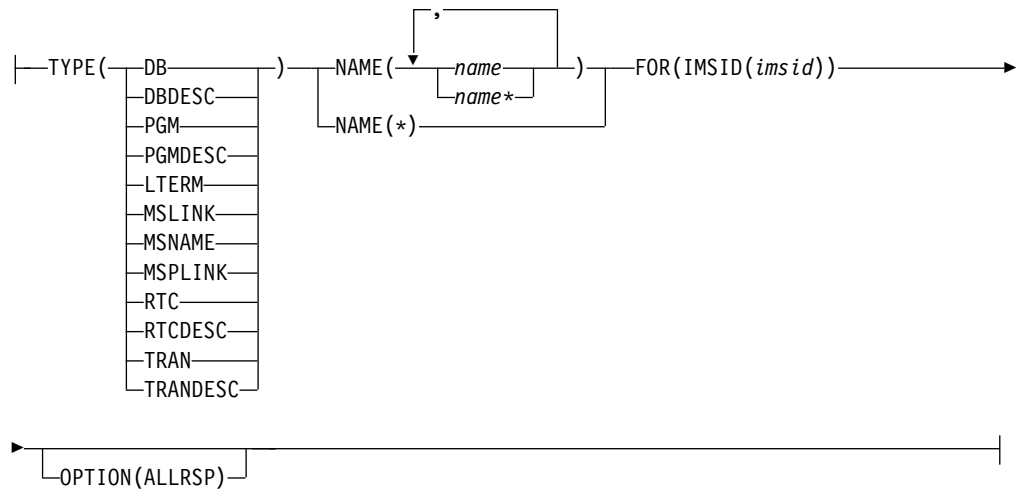 ,
TYPE( DB ) NAME( name ) FOR(IMSID(imsid))
DBDESC name*
PGM NAME(*)
PGMDESC
LTERM
MSLINK
MSNAME
MSPLINK
RTC
RTCDESC
TRAN
TRANDESC
OPTION(ALLRSP)